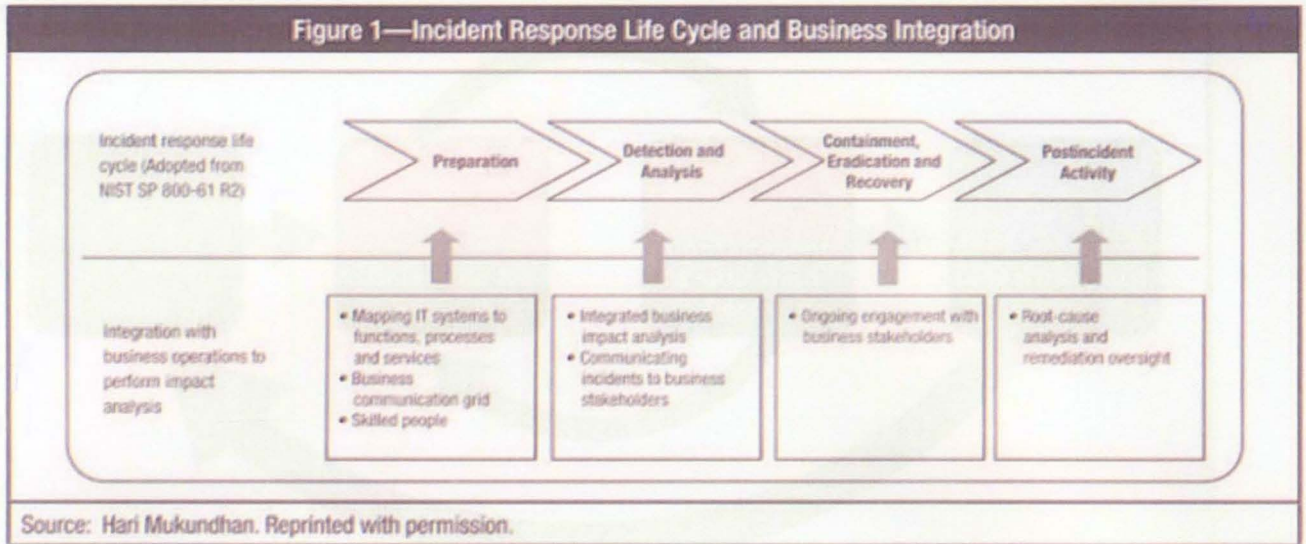 Figure 1—Incident Response Life Cycle and Business Integration
Incident response life
cycle (Adopted from
NIST SP 800-61 R2)
Preparation
Detection and
Analysis
Containment,
Eradication and
Recovery
Postincident
Activity
Integration with
business operations to
perform impact
analysis
• Mapping IT systems to
functions, processes
and services
• Business
communication grid
• Skilled people
• Integrated business
impact analysis
• Communicating
incidents to business
stakeholders
• Ongoing engagement with
business stakeholders
• Root-cause
analysis and
remediation oversight
Source: Hari Mukundhan. Reprinted with permission.